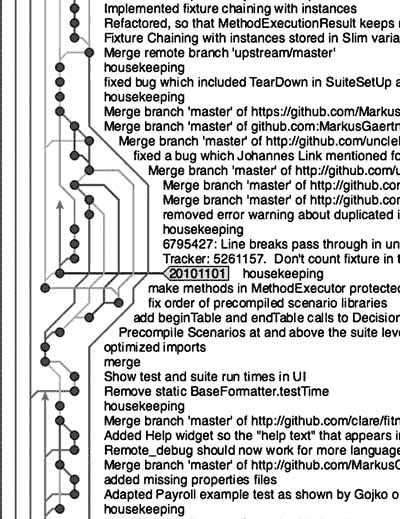 Implemented fixture chaining with instances
Refactored, so that MethodExecutionResult keeps
Fixture Chaining with instances stored in Slim varia
Merge remote branch 'upstream/master'
housekeeping
fixed bug which included TearDown in SuiteSetUp a
housekeeping
Merge branch 'master' of https://github.com/Markus
Merge branch 'master' of github.com:MarkusGaertn
Merge branch 'master' of http://github.com/uncle
fixed a bug which Johannes Link mentioned fo
Merge branch 'master' of http://github.com/u
Merge branch 'master' of http://github.cor
Merge branch 'master' of http://github.con
removed error warning about duplicated i
housekeeping
6795427: Line breaks pass through in un
Tracker: 5261157. Don't count fixture in t
20101101 housekeeping
make methods in MethodExecutor protected
fix order of precompiled scenario libraries
add beginTable and endTable calls to Decision
Precompile Scenarios at and above the suite leve
optimized imports
merge
Show test and suite run times in UI
Remove static BaseFormatter.testTime
housekeeping
Merge branch 'master' of http://github.com/clare/fitn
Added Help widget so the "help text" that appears i
Remote_debug should now work for more language
Merge branch 'master' of http://github.com/MarkusG
added missing properties files
Adapted Payroll example test as shown by Gojko o
housekeeping